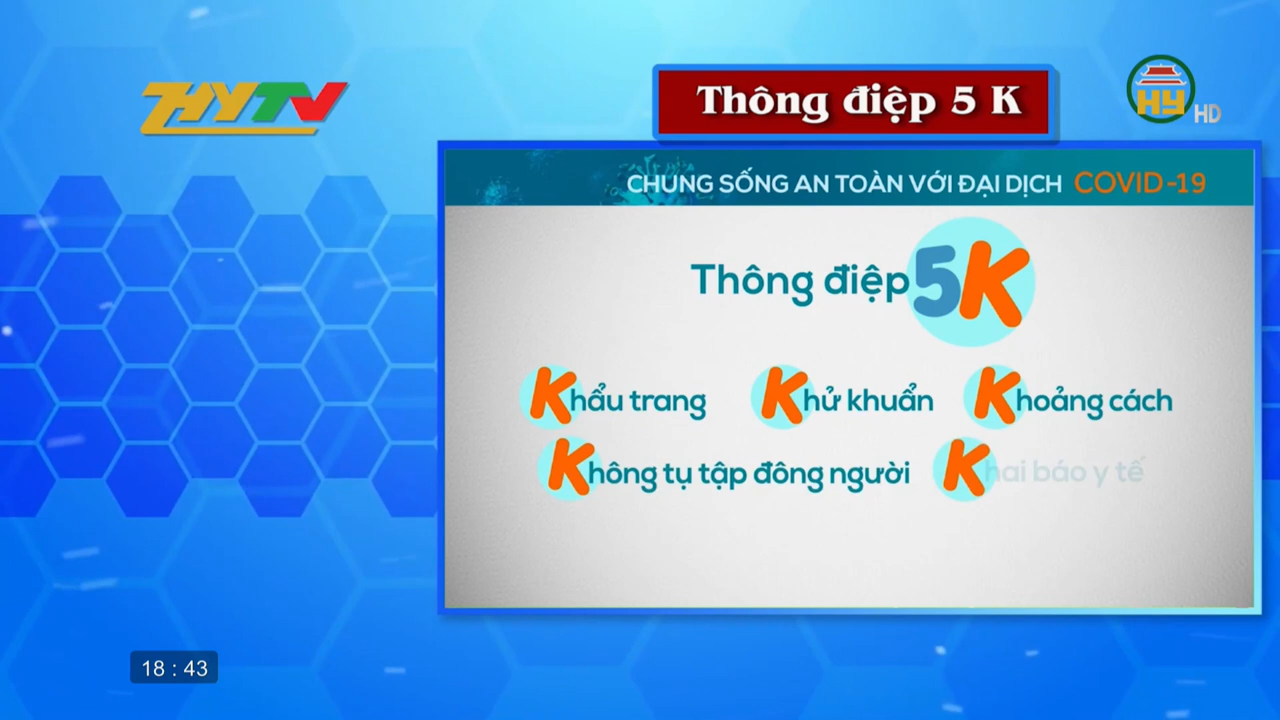 THYTV
Thông điệp 5 K
HY HD
CHUNG SỐNG AN TOÀN VỚI ĐẠI DỊCH COVID-19
Thông điệp 5K
Khẩu trang Khử khuẩn Khoảng cách
Không tụ tập đông người Khai báo y tế
18 : 43